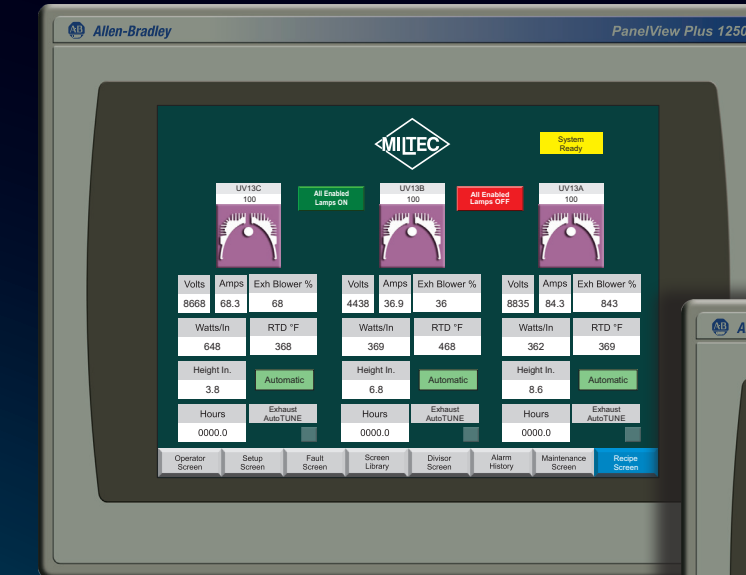 AB Allen-Bradley
PanelView Plus 1250
MILTEC
System
Ready
UV13C
100
All Enabled
Lamps ON
UV13B
100
All Enabled
Lamps OFF
UV13A
100
Volts Amps Exh Blower %
8668 68.3 68
Volts Amps Exh Blower %
4438 36.9 36
Volts Amps Exh Blower %
8835 84.3 843
Watts/In RTD °F
648 368
Watts/In RTD °F
369 468
Watts/In RTD °F
362 369
Height In.
3.8
Automatic
Height In.
6.8
Automatic
Height In.
8.6
Automatic
Hours
0000.0
Exhaust
AutoTUNE
Hours
0000.0
Exhaust
AutoTUNE
Hours
0000.0
Exhaust
AutoTUNE
Operator
Screen
Setup
Screen
Fault
Screen
Screen
Library
Divisor
Screen
Alarm
History
Maintenance
Screen
Recipe
Screen
AB A